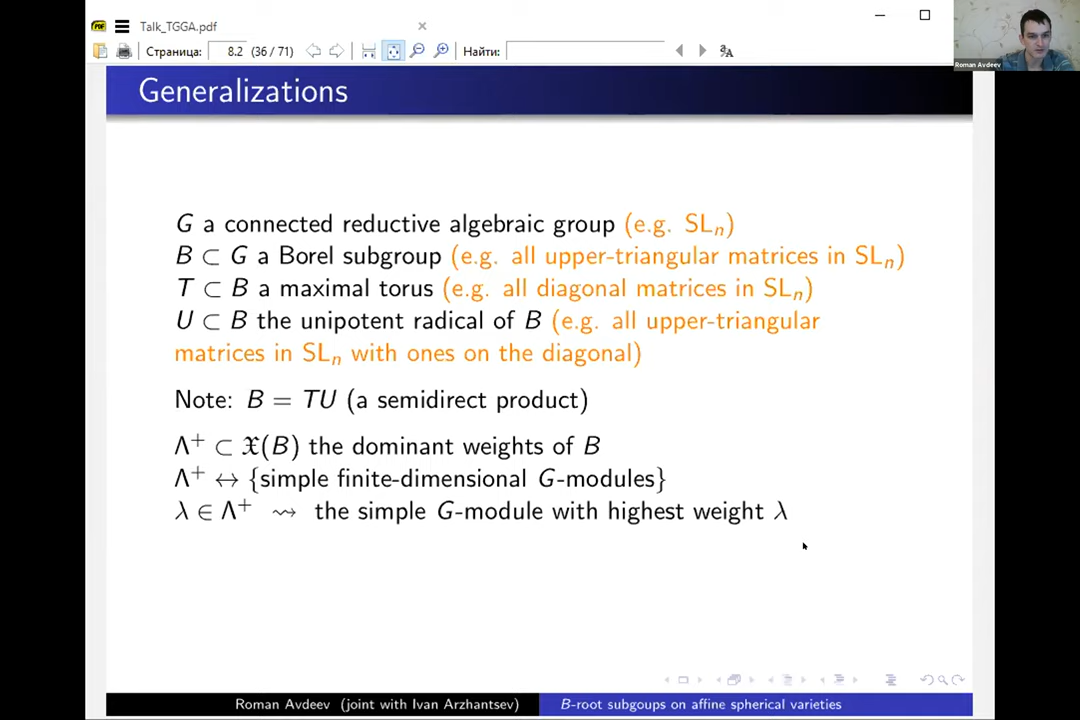 Talk_TGGA.pdf
Страница: 8.2 (36 / 71) Найти:
Roman Avdeev
Generalizations
G a connected reductive algebraic group (e.g. SLₙ)
B ⊂ G a Borel subgroup (e.g. all upper-triangular matrices in SLₙ)
T ⊂ B a maximal torus (e.g. all diagonal matrices in SLₙ)
U ⊂ B the unipotent radical of B (e.g. all upper-triangular
matrices in SLₙ with ones on the diagonal)
Note: B = TU (a semidirect product)
Λ⁺ ⊂ 𝔛(B) the dominant weights of B
Λ⁺ ↔ {simple finite-dimensional G-modules}
λ ∈ Λ⁺ ⇝ the simple G-module with highest weight λ
Roman Avdeev (joint with Ivan Arzhantsev) B-root subgoups on affine spherical varieties